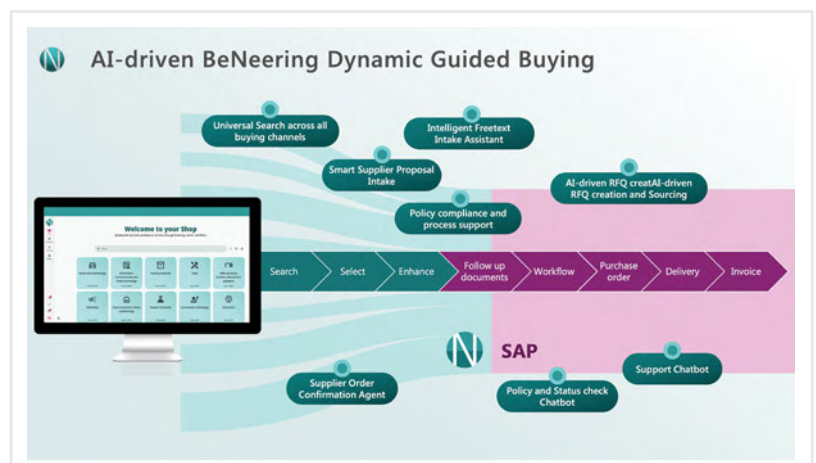 AI-driven BeNeering Dynamic Guided Buying
Universal Search across all
buying channels
Intelligent Freetext
Intake Assistant
Smart Supplier Proposal
Intake
AI-driven RFQ creatAI-driven
RFQ creation and Sourcing
Policy compliance and
process support
Welcome to your Shop
Search
Select
Enhance
Follow up
documents
Workflow
Purchase
order
Delivery
Invoice
N SAP
Supplier Order
Confirmation Agent
Policy and Status check
Chatbot
Support Chatbot